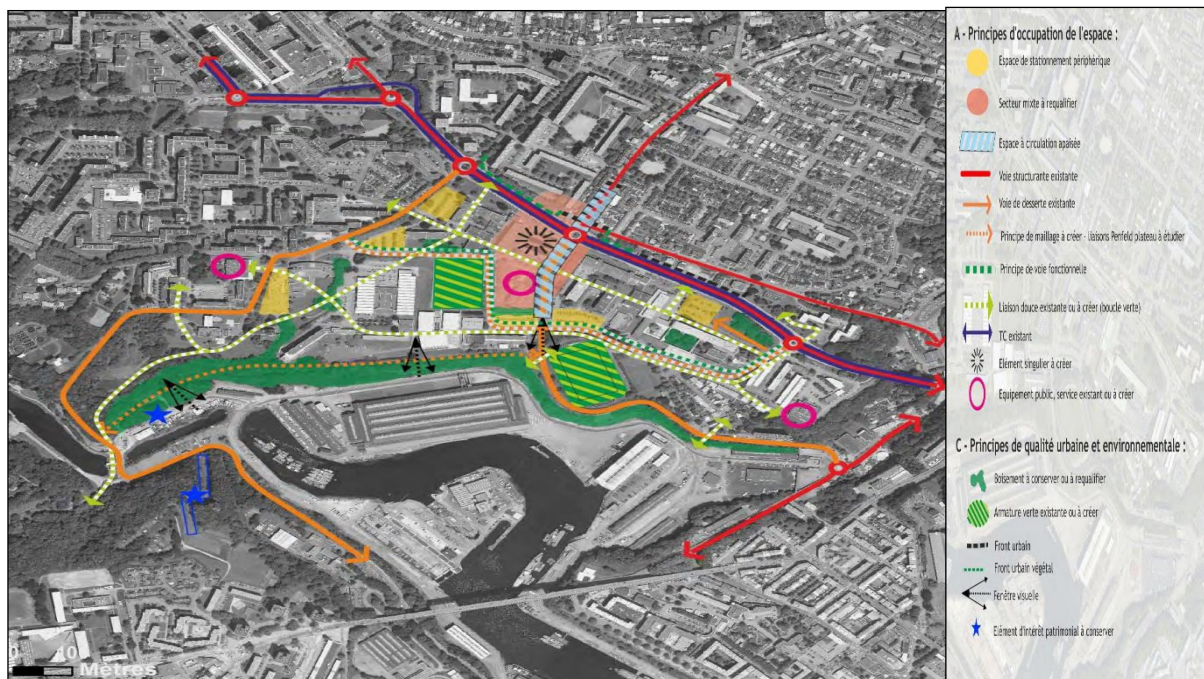 A - Principes d'occupation de l'espace :
Espace de stationnement périphérique
Secteur mixte à requalifier
Espace à circulation apaisée
Voie structurante existante
Voie de desserte existante
Principe de maillage à créer - liaisons Penfeld plateau à étudier
Principe de voie fonctionnelle
Liaison douce existante ou à créer (boucle verte)
TC existant
Elément singulier à créer
Equipement public, service existant ou à créer
C - Principes de qualité urbaine et environnementale :
Boisement à conserver ou à requalifier
Armature verte existante ou à créer
Front urbain
Front urbain végétal
Fenêtre visuelle
Elément d'intérêt patrimonial à conserver
0 10
Mètres